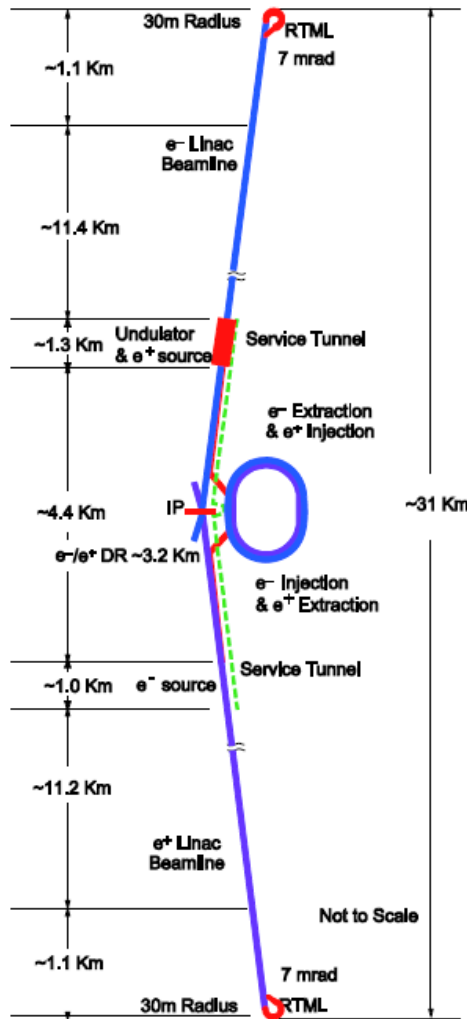 30m Radius
RTML
7 mrad
~1.1 Km
e– Linac
Beamline
~11.4 Km
Undulator
& e+ source
Service Tunnel
~1.3 Km
e– Extraction
& e+ Injection
~4.4 Km
IP
~31 Km
e–/e+ DR ~3.2 Km
e– Injection
& e+ Extraction
Service Tunnel
~1.0 Km
e- source
~11.2 Km
e+ Linac
Beamline
Not to Scale
~1.1 Km
7 mrad
30m Radius
RTML